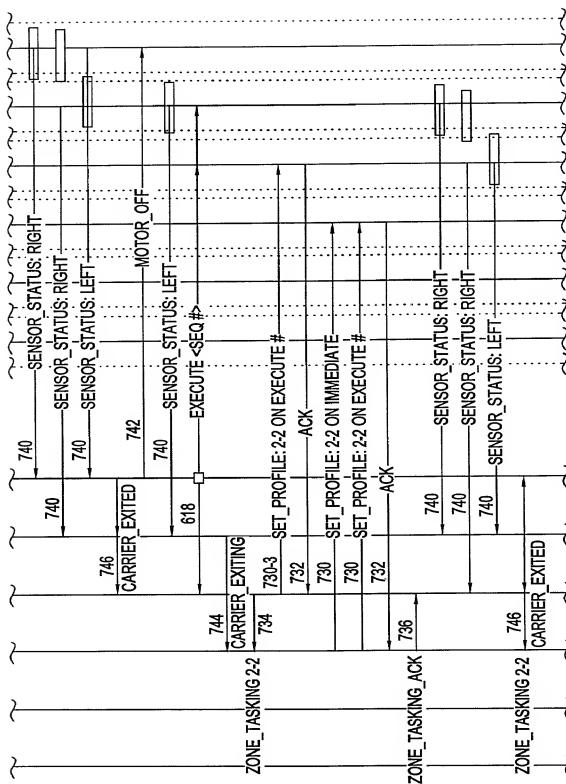 SENSOR_STATUS: RIGHT
740
SENSOR_STATUS: RIGHT
740
SENSOR_STATUS: LEFT
740
746
CARRIER_EXITED
MOTOR_OFF
742
SENSOR_STATUS: LEFT
740
EXECUTE <SEQ #>
618
744
CARRIER_EXITING
734
ZONE_TASKING 2-2
730-3
SET_PROFILE: 2-2 ON EXECUTE #
732
ACK
730
SET_PROFILE: 2-2 ON IMMEDIATE
730
SET_PROFILE: 2-2 ON EXECUTE #
732
ACK
736
ZONE_TASKING_ACK
SENSOR_STATUS: RIGHT
740
SENSOR_STATUS: RIGHT
740
SENSOR_STATUS: LEFT
740
746
CARRIER_EXITED
ZONE_TASKING 2-2